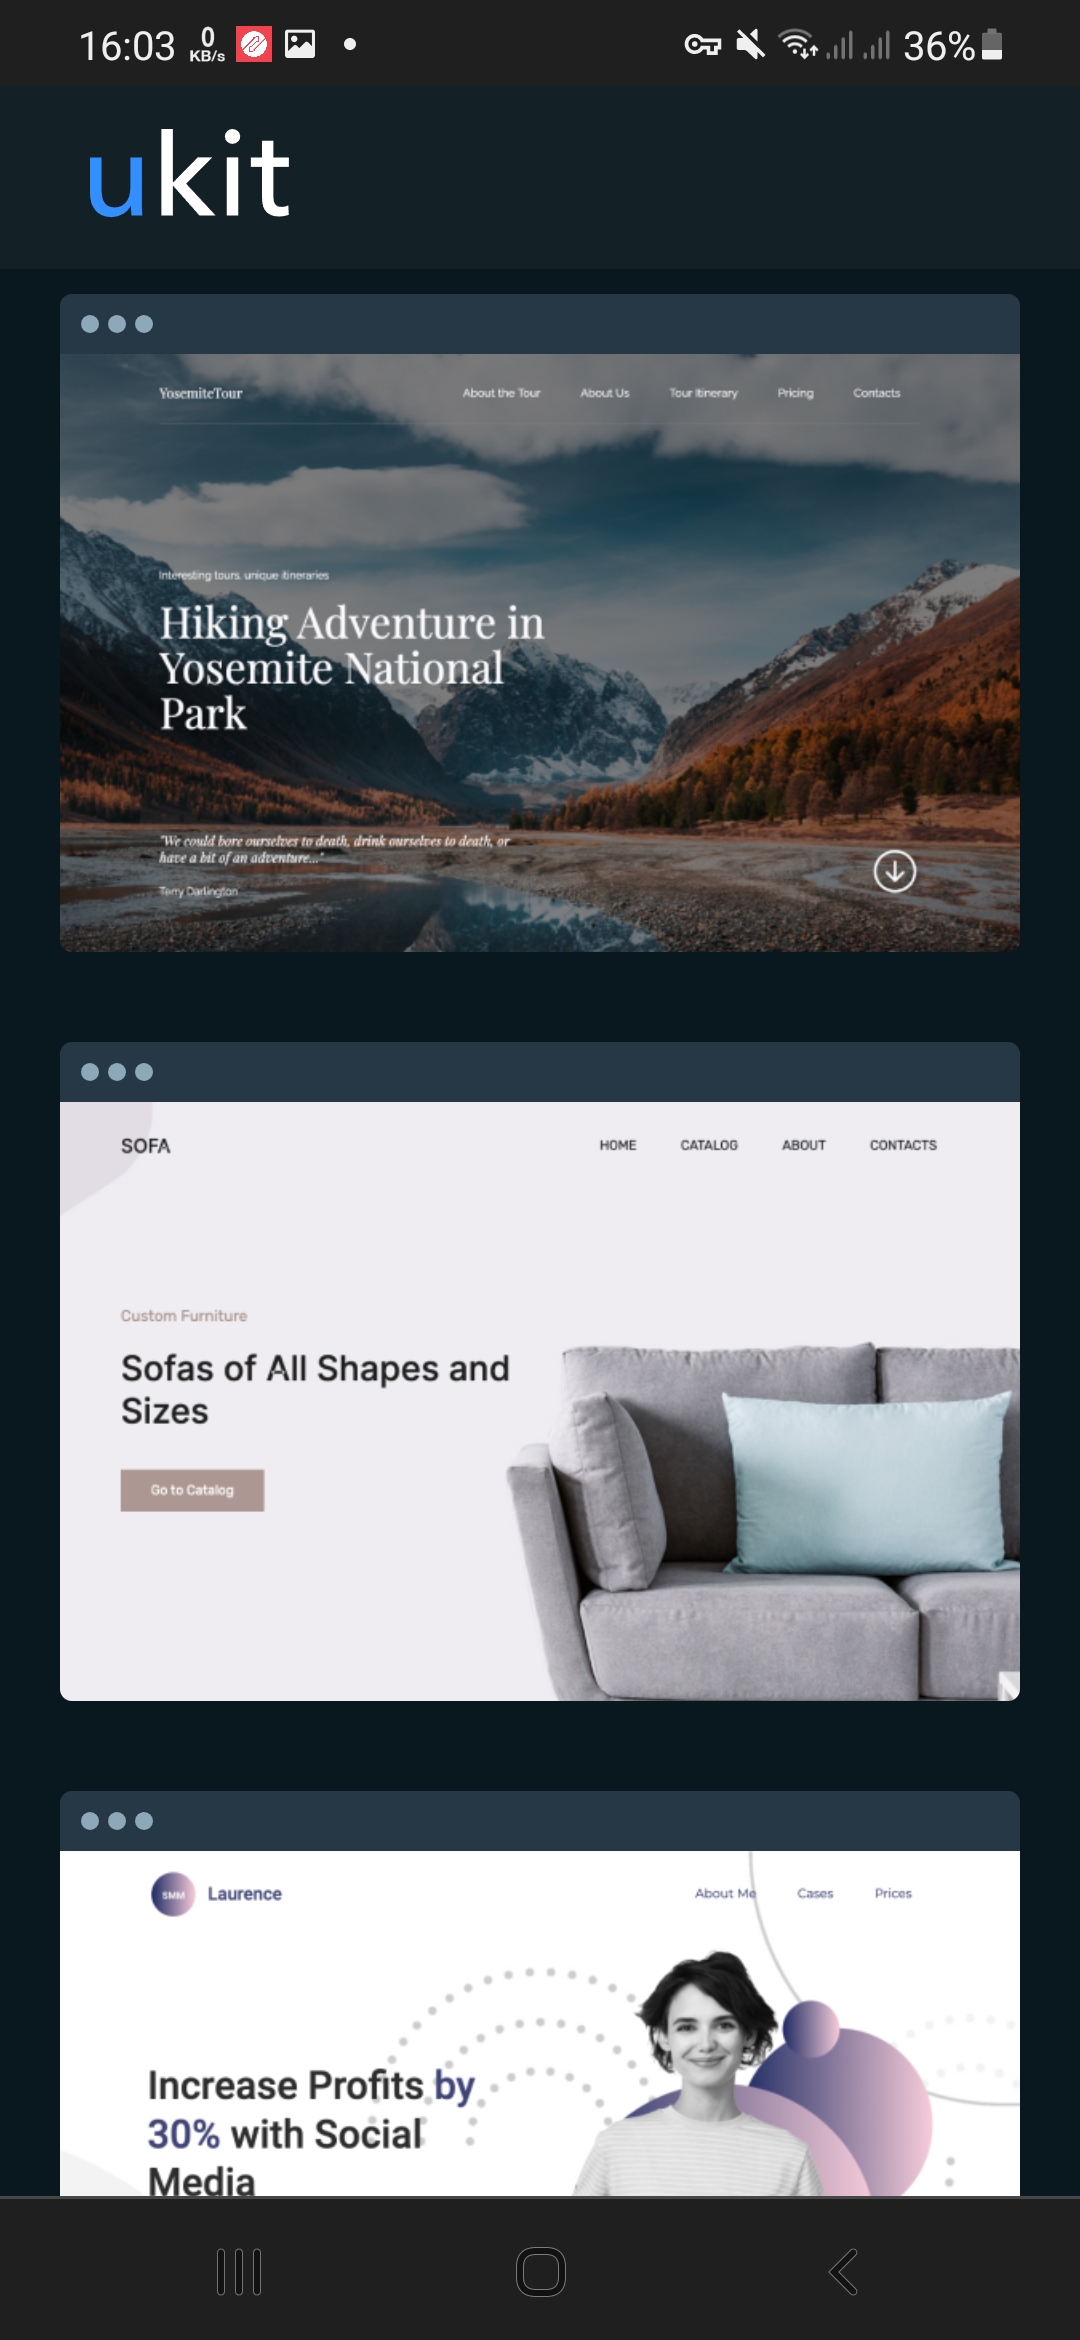 16:03 0 KB/s 36%
ukit
YosemiteTour About the Tour About Us Tour Itinerary Pricing Contacts
Interesting tours, unique itineraries
Hiking Adventure in
Yosemite National
Park
"We could bore ourselves to death, drink ourselves to death, or
have a bit of an adventure..."
Terry Darlington
SOFA HOME CATALOG ABOUT CONTACTS
Custom Furniture
Sofas of All Shapes and
Sizes
Go to Catalog
SMM Laurence About Me Cases Prices
Increase Profits by
30% with Social
Media